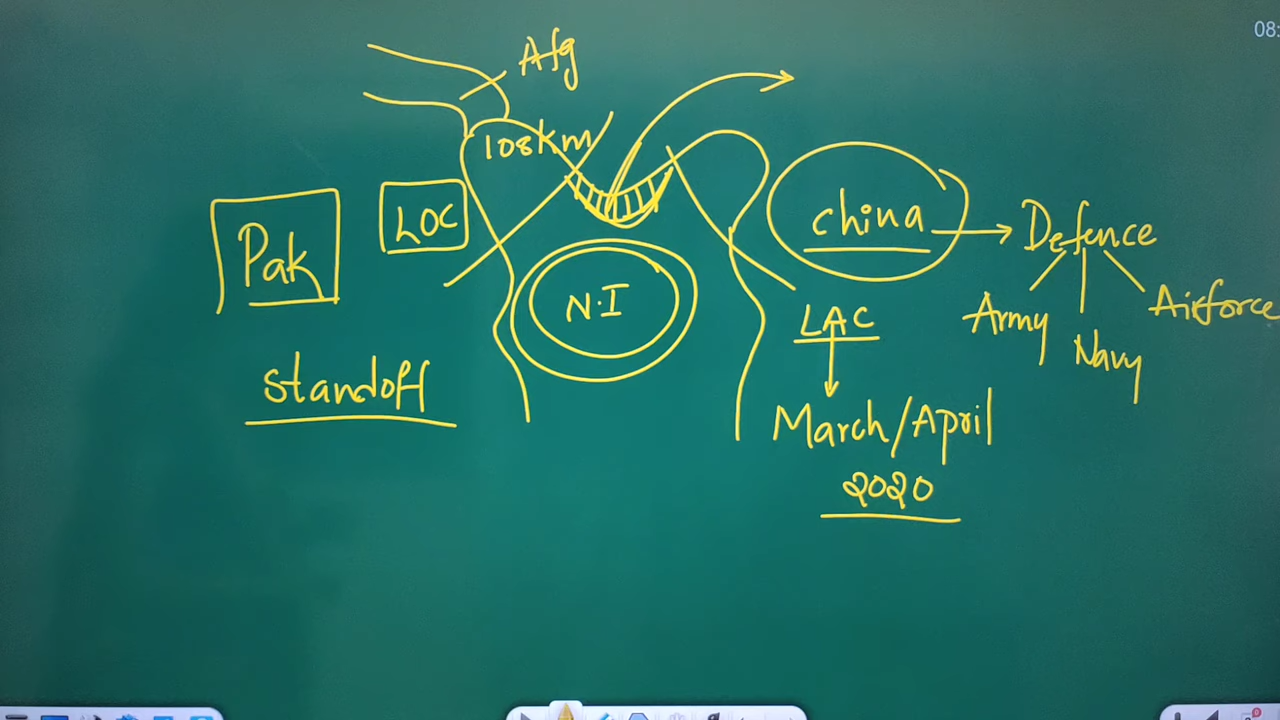 08:
Afg
108km
Pak
LOC
China
Defence
Army
Navy
Airforce
N.I
LAC
standoff
March/April
2020